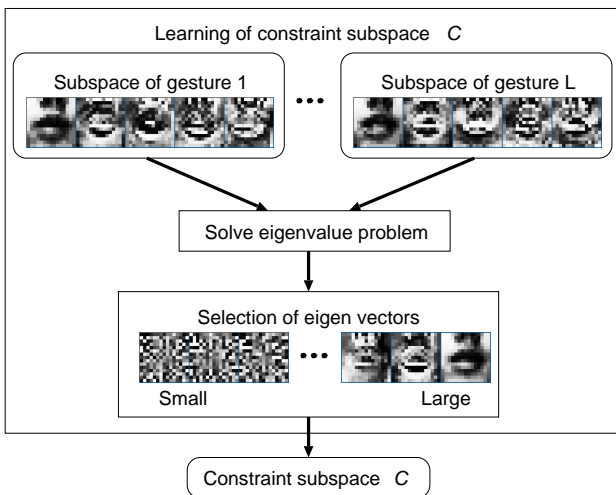 Learning of constraint subspace C
Subspace of gesture 1
Subspace of gesture L
Solve eigenvalue problem
Selection of eigen vectors
Small
Large
Constraint subspace C